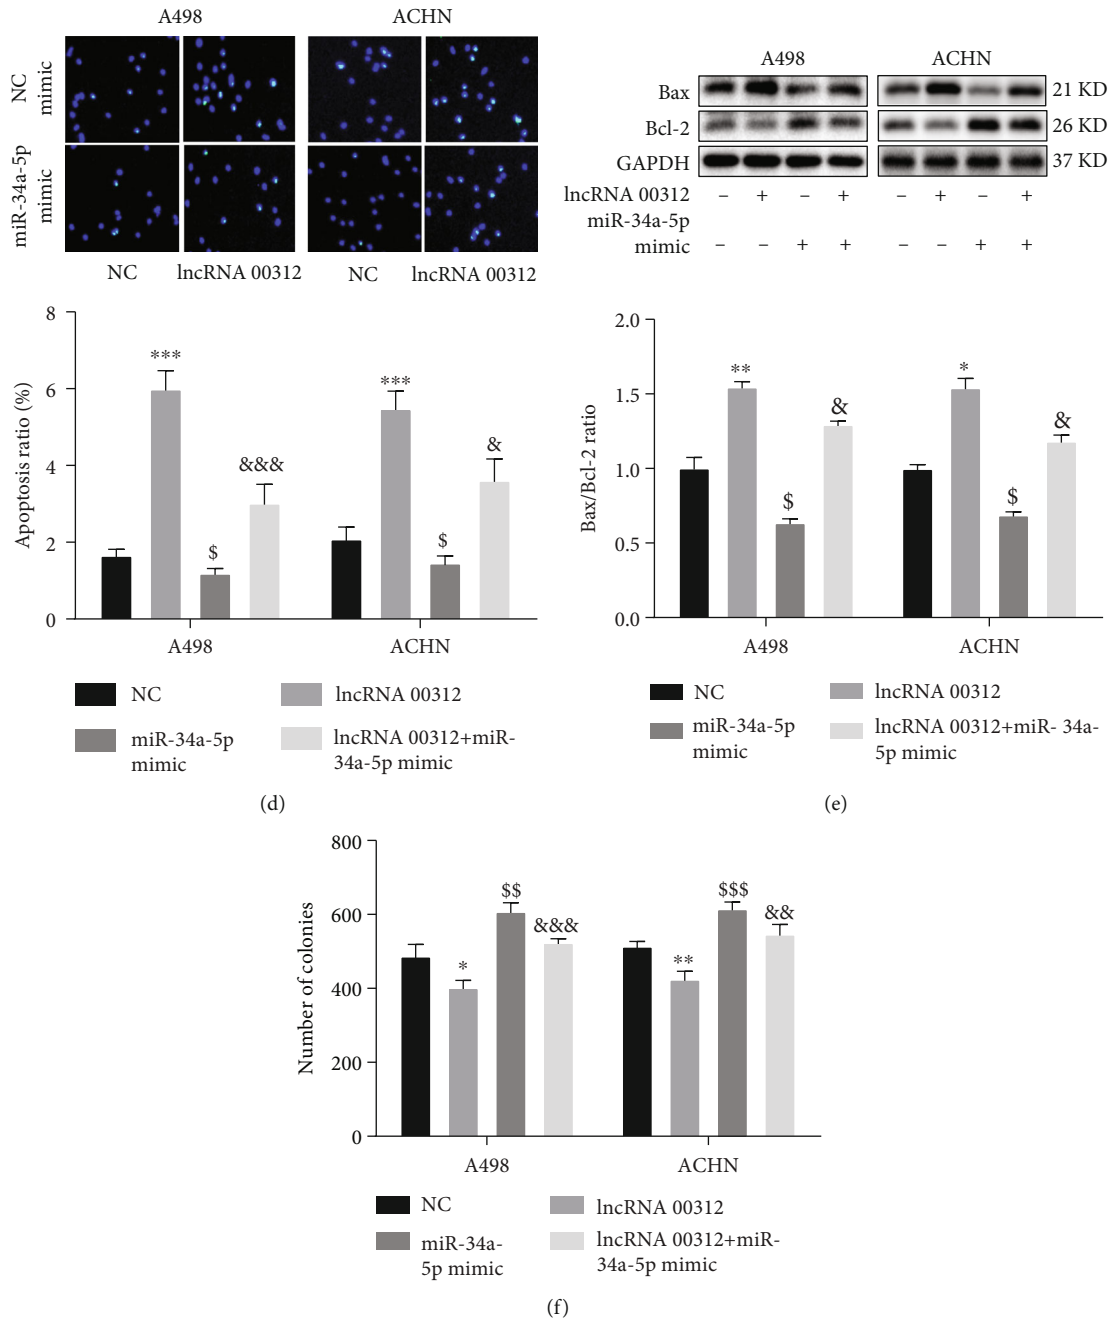 A498 ACHN
NC mimic
miR-34a-5p mimic
NC lncRNA 00312 NC lncRNA 00312
Apoptosis ratio (%)
8
6
4
2
0
*** &&& $ *** $ &
A498 ACHN
NC lncRNA 00312
miR-34a-5p mimic
lncRNA 00312+miR-
34a-5p mimic
(d)
A498 ACHN
Bax 21 KD
Bcl-2 26 KD
GAPDH 37 KD
lncRNA 00312 – + – + – + – +
miR-34a-5p
mimic – – + + – – + +
Bax/Bcl-2 ratio
2.0
1.5
1.0
0.5
0.0
** $ & * $ &
A498 ACHN
NC lncRNA 00312
miR-34a-5p
mimic
lncRNA 00312+miR- 34a-
5p mimic
(e)
Number of colonies
800
600
400
200
0
* $$ &&& ** $$$ &&
A498 ACHN
NC lncRNA 00312
miR-34a-
5p mimic
lncRNA 00312+miR-
34a-5p mimic
(f)